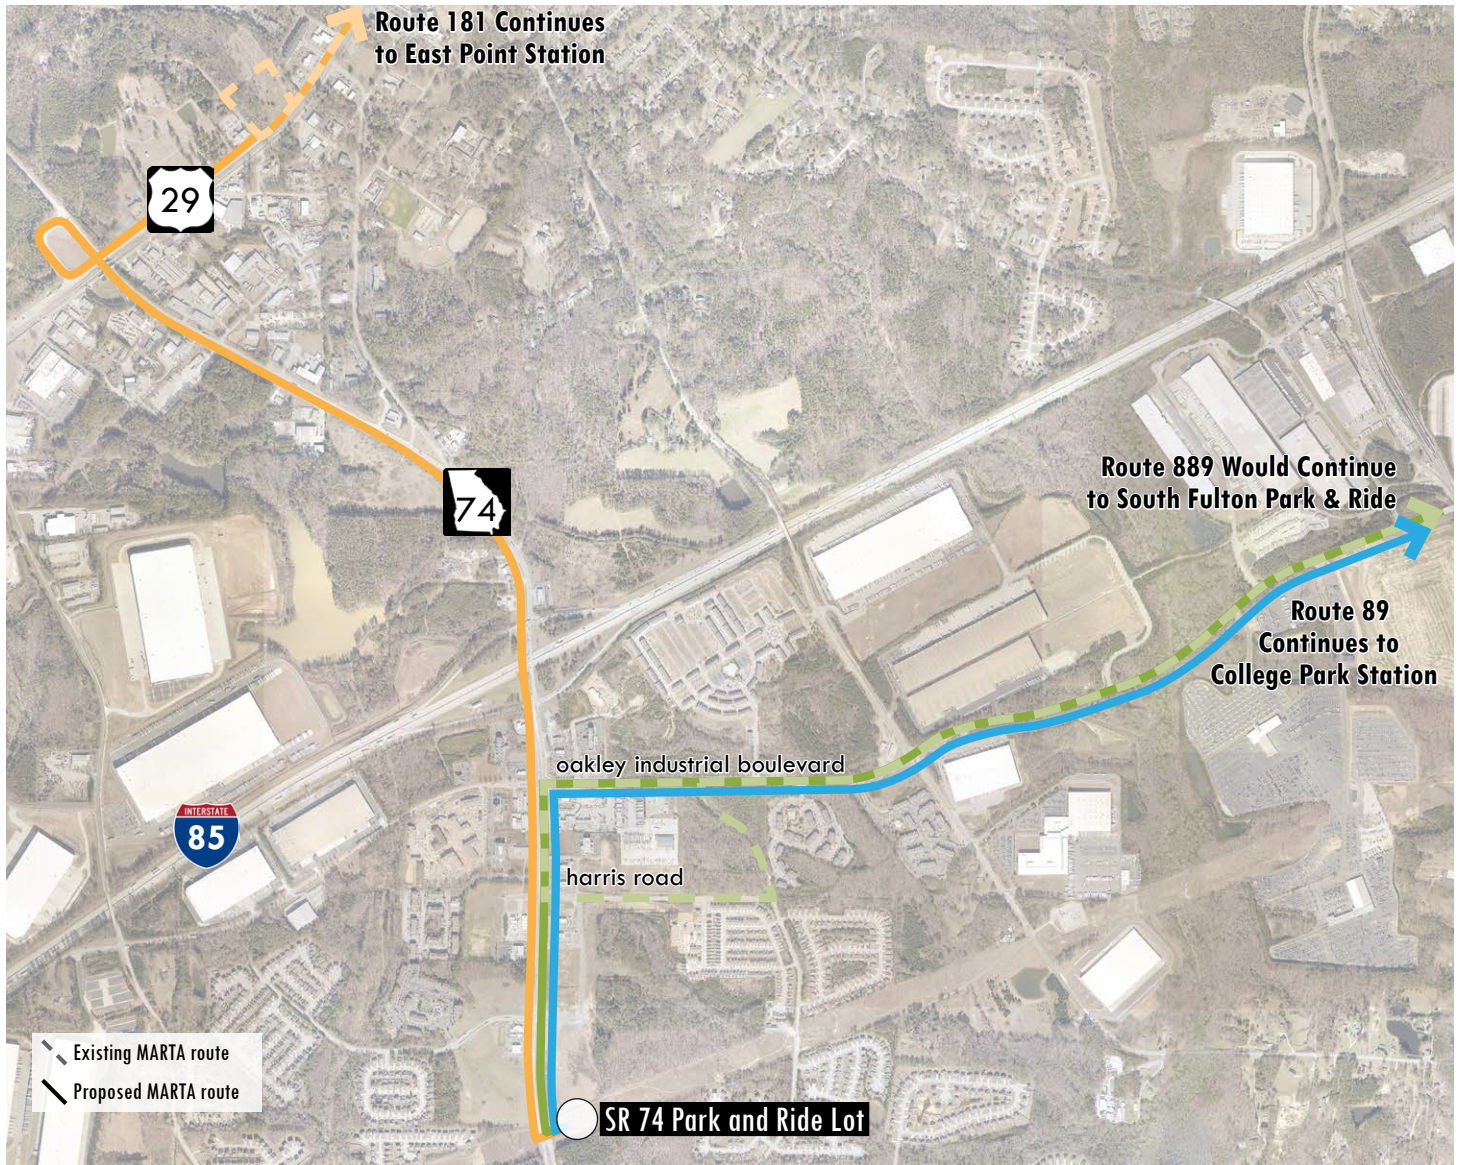 Route 181 Continues
to East Point Station
29
74
Route 889 Would Continue
to South Fulton Park & Ride
Route 89
Continues to
College Park Station
oakley industrial boulevard
INTERSTATE
85
harris road
Existing MARTA route
Proposed MARTA route
SR 74 Park and Ride Lot